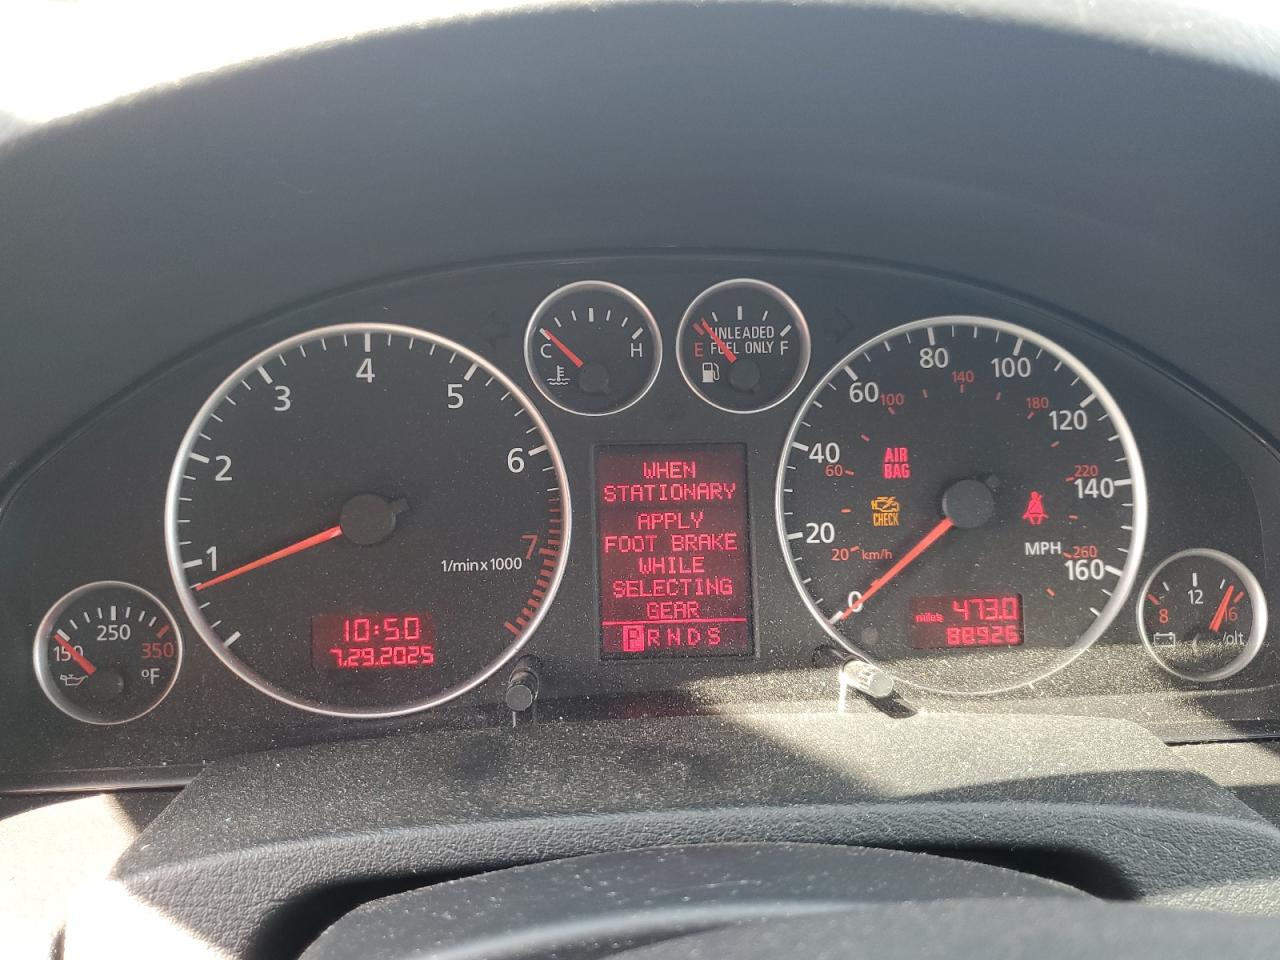 1
2
3
4
5
6
7
1/min x 1000
10:50
7.29.2025
150
250
350
°F
C
H
UNLEADED
E FUEL ONLY F
WHEN
STATIONARY
APPLY
FOOT BRAKE
WHILE
SELECTING
GEAR
P R N D S
0
20
40
60
80
100
120
140
160
MPH
20
60
100
140
180
220
260
km/h
AIR
BAG
CHECK
miles 473.0
88926
8
12
16
Volt